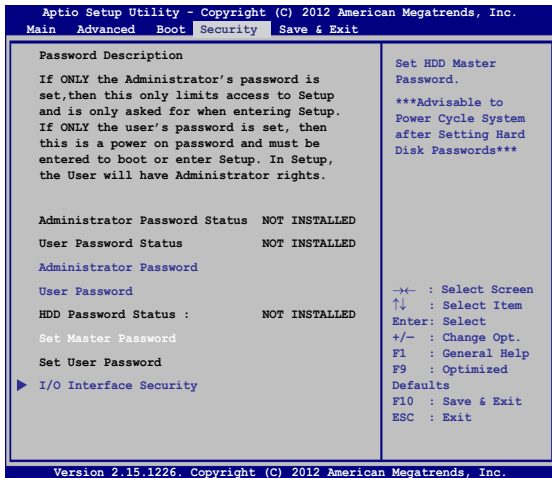 Aptio Setup Utility - Copyright (C) 2012 American Megatrends, Inc.
Main Advanced Boot Security Save & Exit
Password Description
If ONLY the Administrator's password is
set,then this only limits access to Setup
and is only asked for when entering Setup.
If ONLY the user's password is set, then
this is a power on password and must be
entered to boot or enter Setup. In Setup,
the User will have Administrator rights.
Administrator Password Status NOT INSTALLED
User Password Status NOT INSTALLED
Administrator Password
User Password
HDD Password Status : NOT INSTALLED
Set Master Password
Set User Password
I/O Interface Security
Set HDD Master
Password.
***Advisable to
Power Cycle System
after Setting Hard
Disk Passwords***
→← : Select Screen
↑↓ : Select Item
Enter: Select
+/— : Change Opt.
F1 : General Help
F9 : Optimized
Defaults
F10 : Save & Exit
ESC : Exit
Version 2.15.1226. Copyright (C) 2012 American Megatrends, Inc.